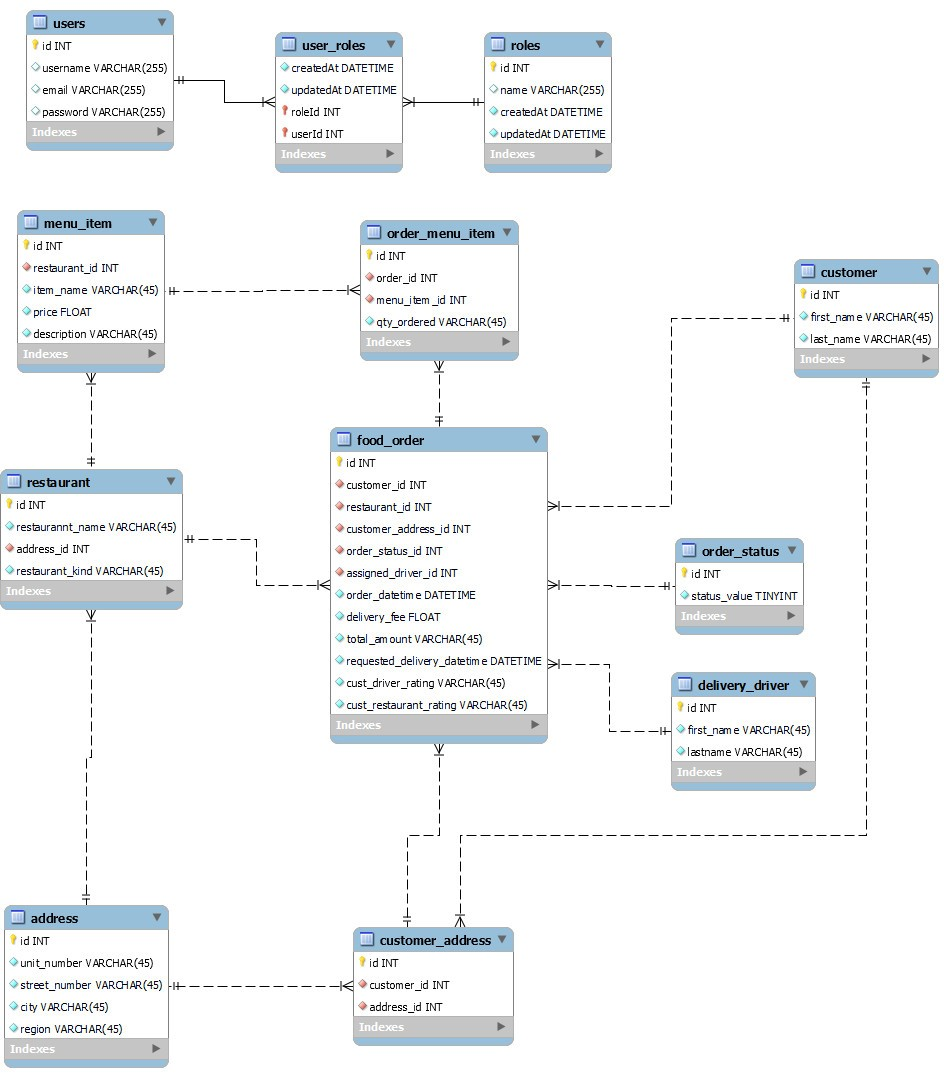 users
id INT
username VARCHAR(255)
email VARCHAR(255)
password VARCHAR(255)
Indexes
user_roles
createdAt DATETIME
updatedAt DATETIME
roleId INT
userId INT
Indexes
roles
id INT
name VARCHAR(255)
createdAt DATETIME
updatedAt DATETIME
Indexes
menu_item
id INT
restaurant_id INT
item_name VARCHAR(45)
price FLOAT
description VARCHAR(45)
Indexes
order_menu_item
id INT
order_id INT
menu_item_id INT
qty_ordered VARCHAR(45)
Indexes
customer
id INT
first_name VARCHAR(45)
last_name VARCHAR(45)
Indexes
restaurant
id INT
restaurannt_name VARCHAR(45)
address_id INT
restaurant_kind VARCHAR(45)
Indexes
food_order
id INT
customer_id INT
restaurant_id INT
customer_address_id INT
order_status_id INT
assigned_driver_id INT
order_datetime DATETIME
delivery_fee FLOAT
total_amount VARCHAR(45)
requested_delivery_datetime DATETIME
cust_driver_rating VARCHAR(45)
cust_restaurant_rating VARCHAR(45)
Indexes
order_status
id INT
status_value TINYINT
Indexes
delivery_driver
id INT
first_name VARCHAR(45)
lastname VARCHAR(45)
Indexes
address
id INT
unit_number VARCHAR(45)
street_number VARCHAR(45)
city VARCHAR(45)
region VARCHAR(45)
Indexes
customer_address
id INT
customer_id INT
address_id INT
Indexes